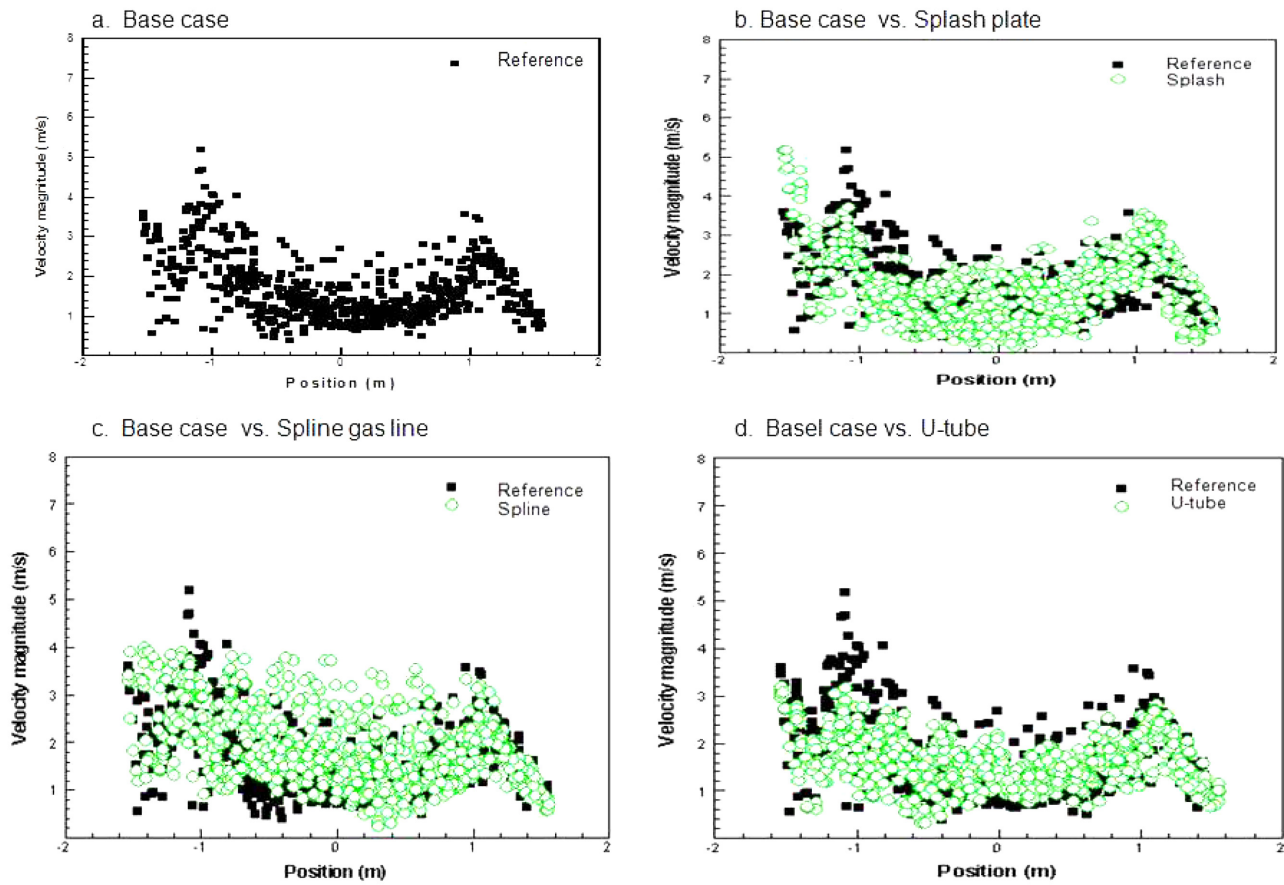 a. Base case
8
7
6
5
4
3
2
1
Velocity magnitude (m/s)
Reference
-2
-1
0
1
2
Position (m)
b. Base case vs. Splash plate
8
7
6
5
4
3
2
1
Velocity magnitude (m/s)
Reference
Splash
-2
-1
0
1
2
Position (m)
c. Base case vs. Spline gas line
8
7
6
5
4
3
2
1
Velocity magnitude (m/s)
Reference
Spline
-2
-1
0
1
2
Position (m)
d. Basel case vs. U-tube
8
7
6
5
4
3
2
1
Velocity magnitude (m/s)
Reference
U-tube
-2
-1
0
1
2
Position (m)